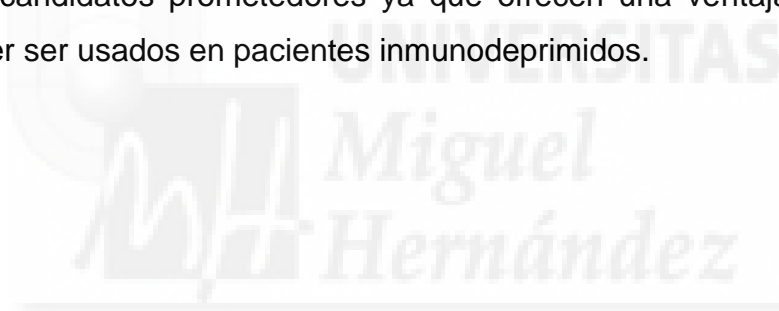 candidatos prometedores ya que ofrecen una ventaja
er ser usados en pacientes inmunodeprimidos.
UNIVERSITAS
Miguel
Hernández